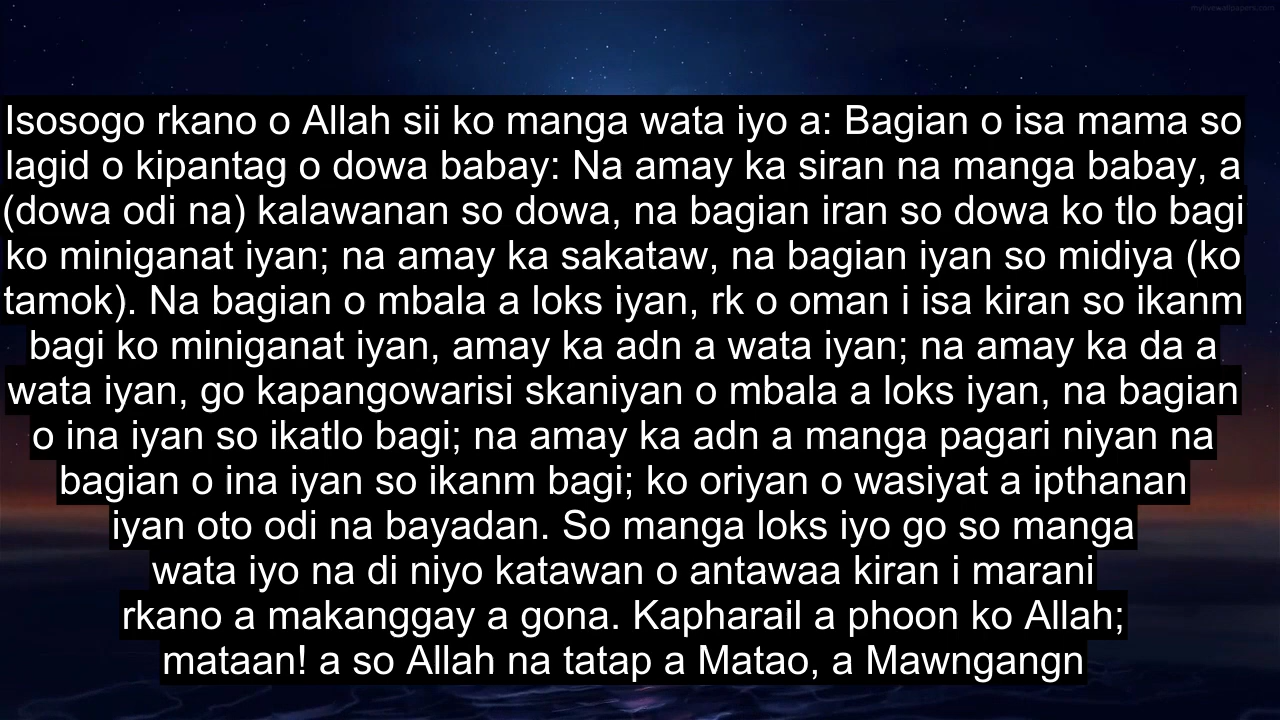 mylivewallpapers.com
Isosogo rkano o Allah sii ko manga wata iyo a: Bagian o isa mama so
lagid o kipantag o dowa babay: Na amay ka siran na manga babay, a
(dowa odi na) kalawanan so dowa, na bagian iran so dowa ko tlo bagi
ko miniganat iyan; na amay ka sakataw, na bagian iyan so midiya (ko
tamok). Na bagian o mbala a loks iyan, rk o oman i isa kiran so ikanm
bagi ko miniganat iyan, amay ka adn a wata iyan; na amay ka da a
wata iyan, go kapangowarisi skaniyan o mbala a loks iyan, na bagian
o ina iyan so ikatlo bagi; na amay ka adn a manga pagari niyan na
bagian o ina iyan so ikanm bagi; ko oriyan o wasiyat a ipthanan
iyan oto odi na bayadan. So manga loks iyo go so manga
wata iyo na di niyo katawan o antawaa kiran i marani
rkano a makanggay a gona. Kapharail a phoon ko Allah;
mataan! a so Allah na tatap a Matao, a Mawngangn